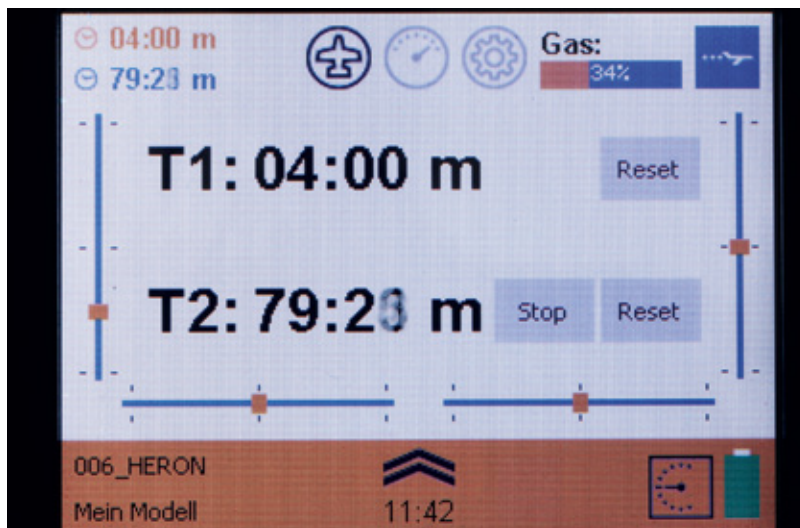 04:00 m
Gas:
34%
T1: 04:00 m
Reset
T2:
m
Stop
Reset
006_HERON
Mein Modell
11:42